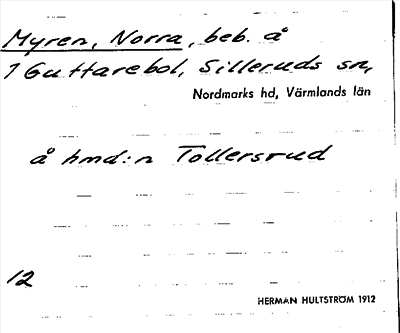 Myren, Norra, beb. å
1 Guttarebol, Silleruds sn,
Nordmarks hd, Värmlands län
å hmd:n Tollersrud
12
HERMAN HULTSTRÖM 1912